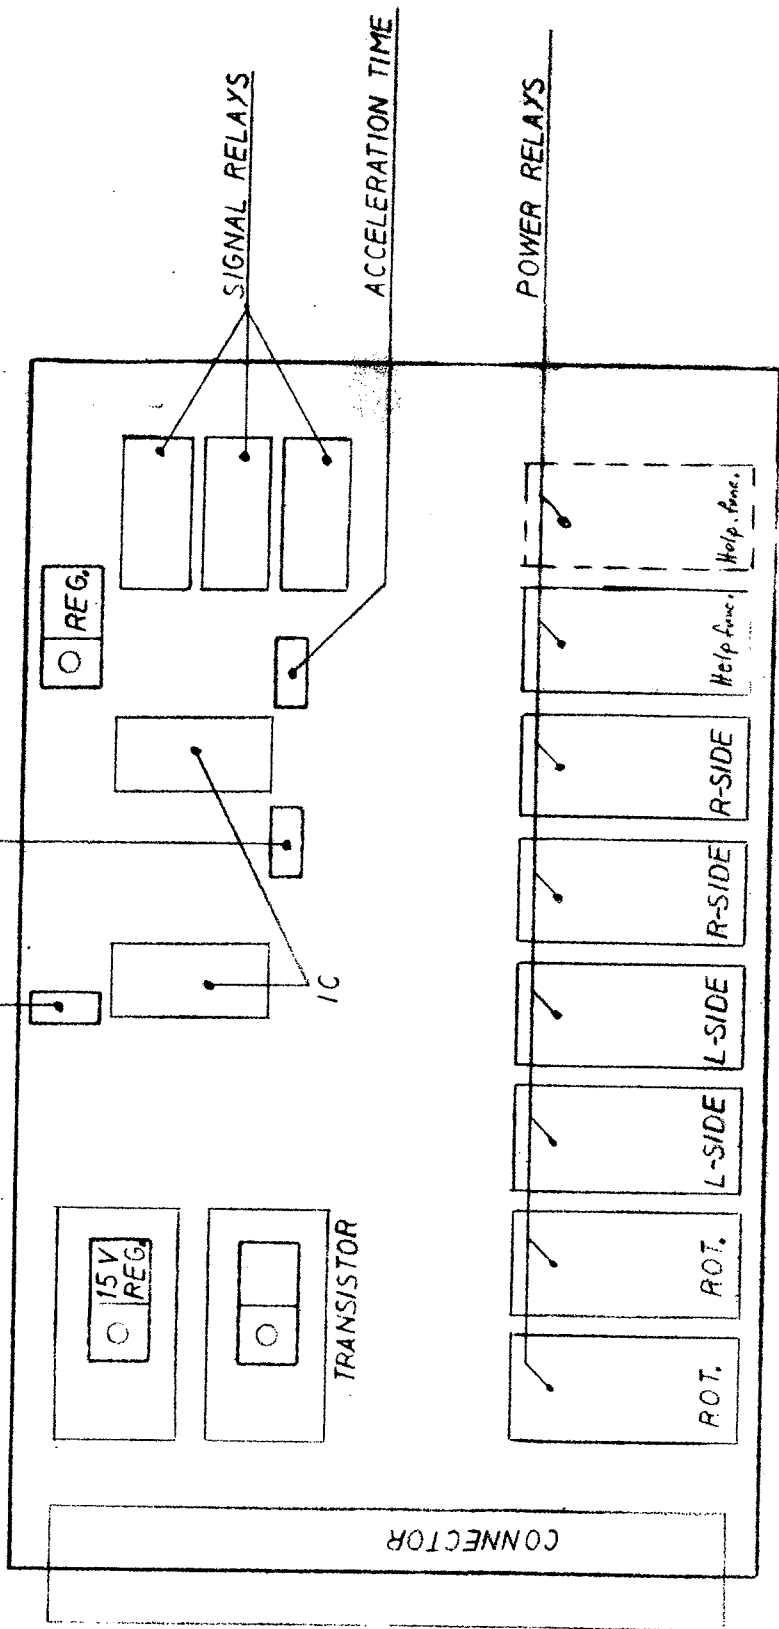 SIGNAL RELAYS
ACCELERATION TIME
POWER RELAYS
REG.
IC
15 V
REG.
TRANSISTOR
CONNECTOR
ROT.
ROT.
L-SIDE
L-SIDE
R-SIDE
R-SIDE
Help func.
Help. func.